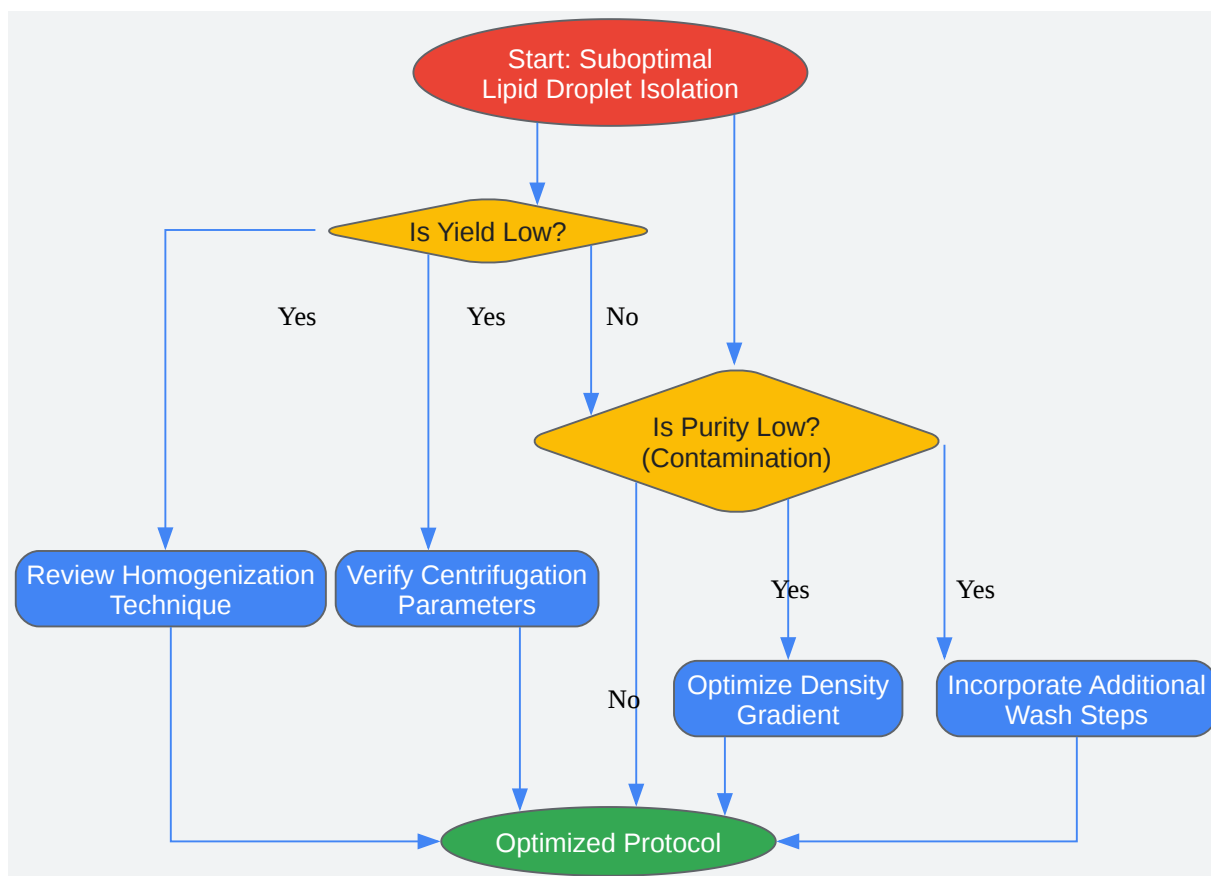 Start: Suboptimal
Lipid Droplet Isolation
Is Yield Low?
Yes
Yes
No
Is Purity Low?
(Contamination)
Review Homogenization
Technique
Verify Centrifugation
Parameters
Yes
Yes
Optimize Density
Gradient
Incorporate Additional
Wash Steps
No
Optimized Protocol